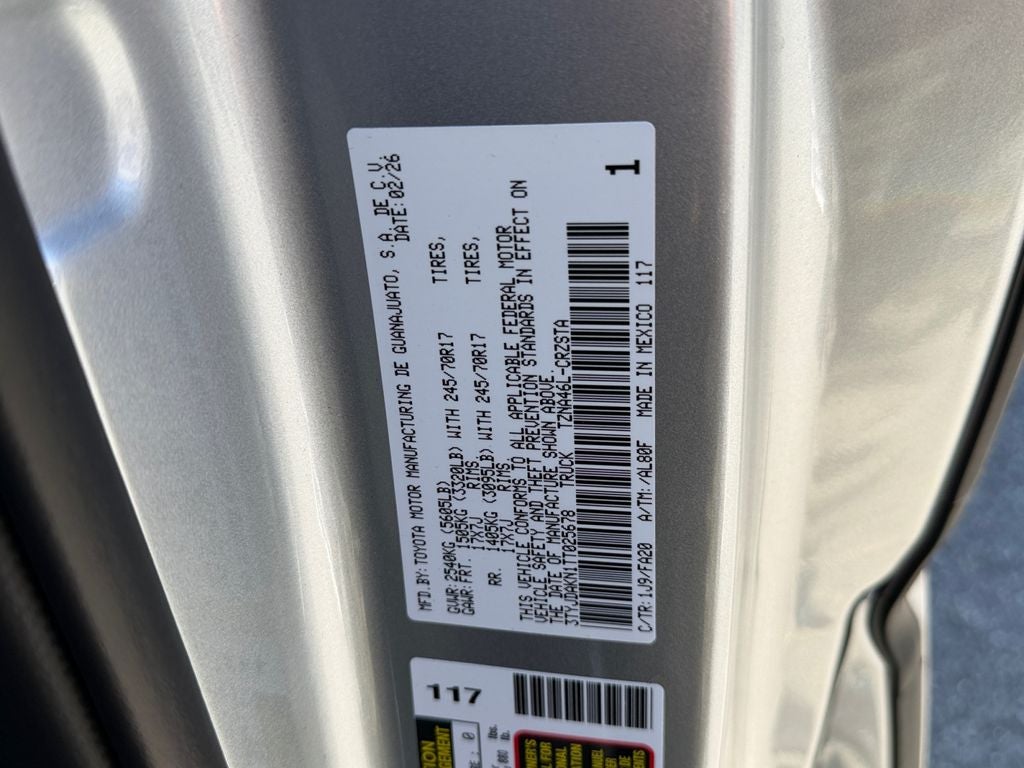 MFD.BY:TOYOTA MOTOR MANUFACTURING DE GUANAJUATO, S.A. DE C.V.
DATE:02/26
GVWR:2540KG(5605LB)
GAWR:FRT. 1505KG (3320LB) WITH 245/70R17 TIRES,
17X7J RIMS
RR. 1405KG (3095LB) WITH 245/70R17 TIRES,
17X7J RIMS
THIS VEHICLE CONFORMS TO ALL APPLICABLE FEDERAL MOTOR
VEHICLE SAFETY AND THEFT PREVENTION STANDARDS IN EFFECT ON
THE DATE OF MANUFACTURE SHOWN ABOVE.
3TYJDAKN1TT025678 TRUCK TZNA46L-CRZSTA
1
C/TR:1J9/FA20 A/TM:/AL80F MADE IN MEXICO 117
117